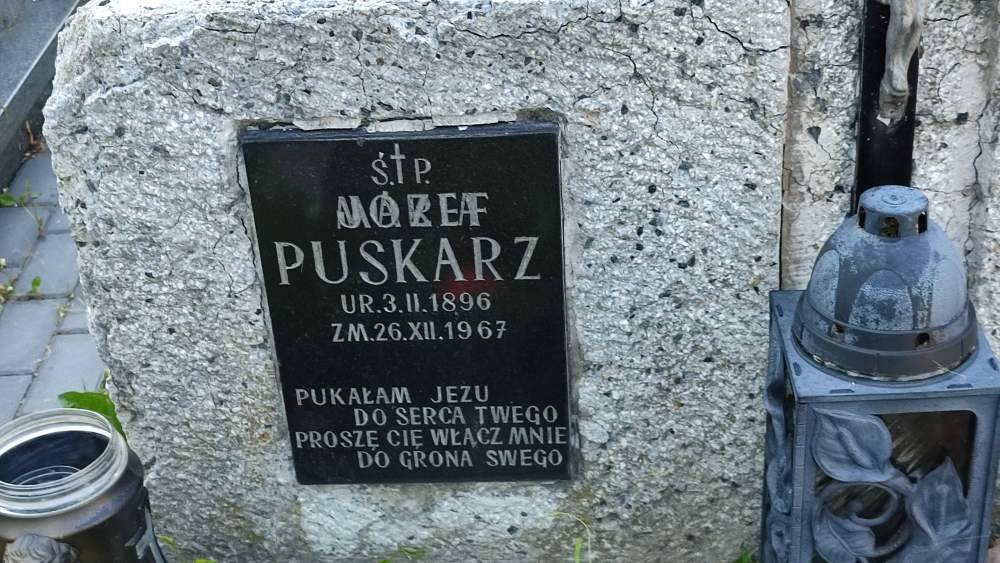 Ś.†P.
PUSKARZ
UR.3.II.1896
ZM.26.XII.1967
PUKAŁAM JEZU
DO SERCA TWEGO
PROSZĘ CIĘ WŁĄCZ MNIE
DO GRONA SWEGO